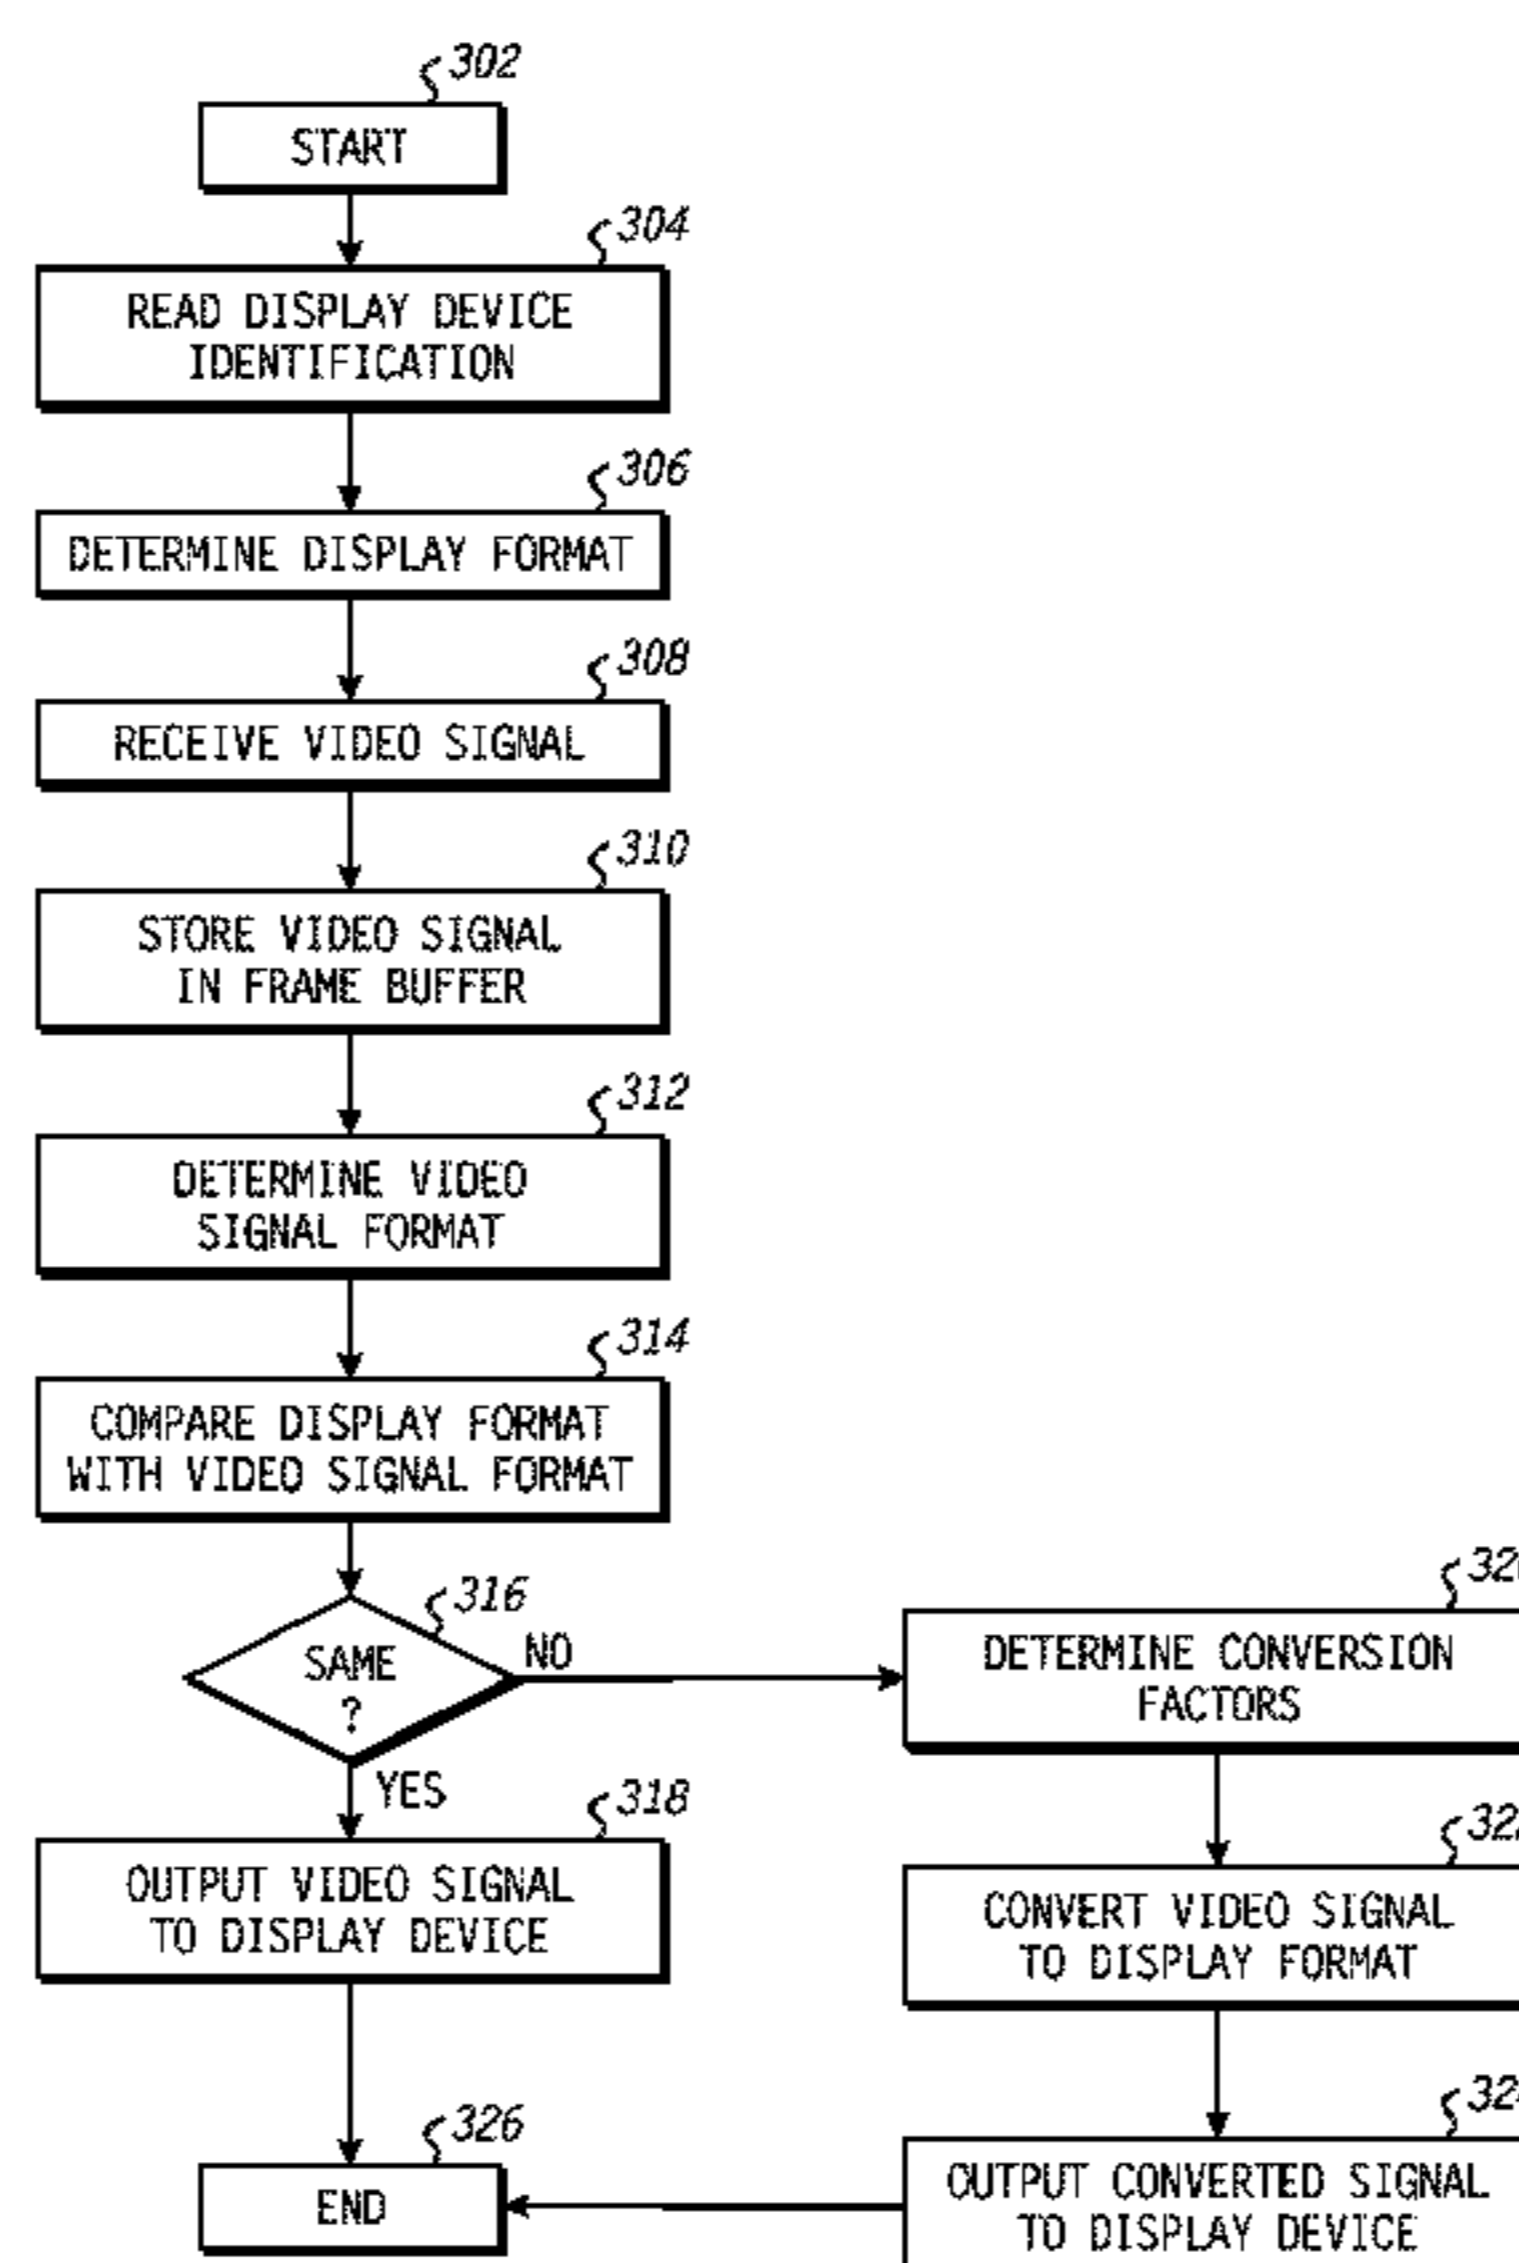 302
START
304
READ DISPLAY DEVICE
IDENTIFICATION
306
DETERMINE DISPLAY FORMAT
308
RECEIVE VIDEO SIGNAL
310
STORE VIDEO SIGNAL
IN FRAME BUFFER
312
DETERMINE VIDEO
SIGNAL FORMAT
314
COMPARE DISPLAY FORMAT
WITH VIDEO SIGNAL FORMAT
316
SAME
?
NO
YES
318
OUTPUT VIDEO SIGNAL
TO DISPLAY DEVICE
DETERMINE CONVERSION
FACTORS
CONVERT VIDEO SIGNAL
TO DISPLAY FORMAT
OUTPUT CONVERTED SIGNAL
TO DISPLAY DEVICE
326
END